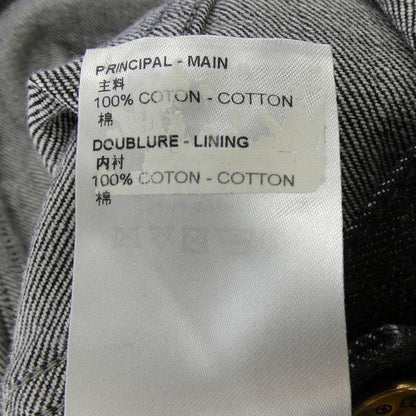 PRINCIPAL - MAIN
主料
100% COTON - COTTON
棉
DOUBLURE - LINING
内衬
100% COTON - COTTON
棉